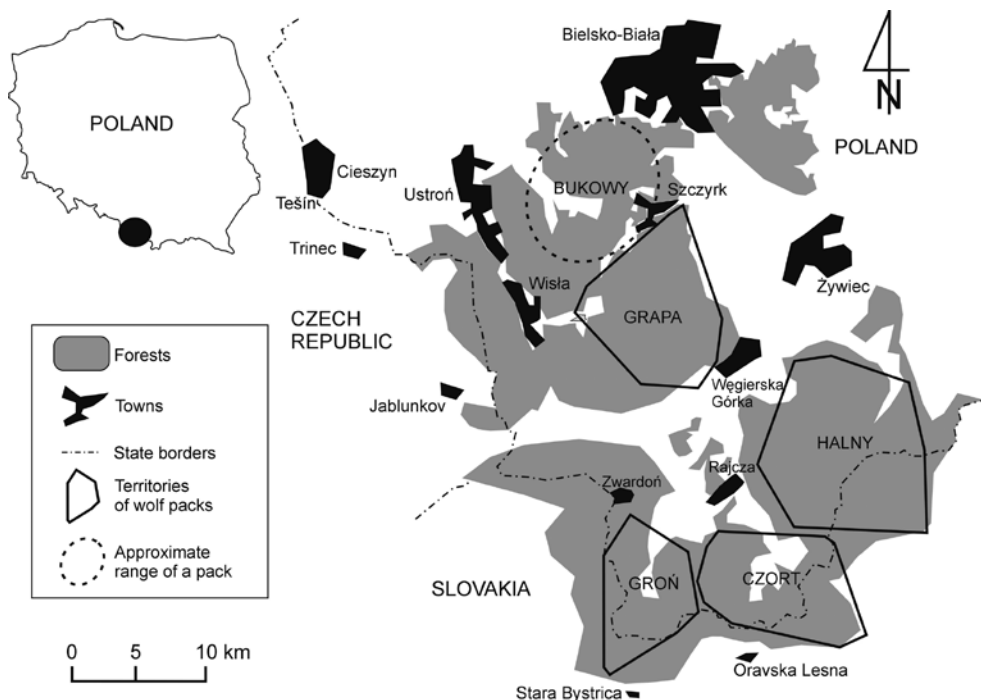 POLAND
Bielsko-Biała
N
POLAND
Cieszyn
Tešín
Ustroń
BUKOWY
Szczyrk
Trinec
Wisła
Żywiec
CZECH
REPUBLIC
GRAPA
Węgierska
Górka
Jablunkov
HALNY
Rajcza
Zwardoń
SLOVAKIA
GROŃ
CZORT
Oravska Lesna
Stara Bystrica
Forests
Towns
State borders
Territories
of wolf packs
Approximate
range of a pack
0 5 10 km